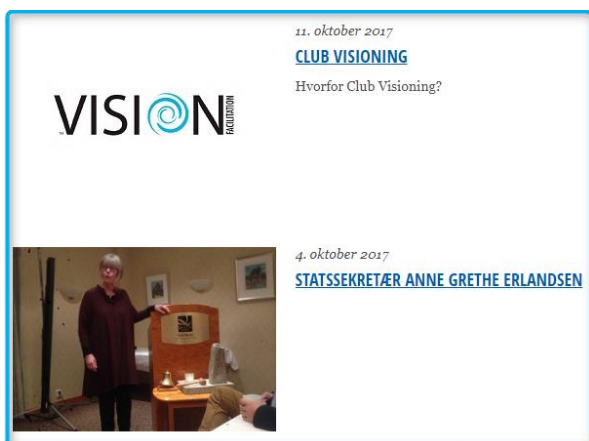 11. oktober 2017
CLUB VISIONING
Hvorfor Club Visioning?
VISION
FACILITATION
4. oktober 2017
STATSSEKRETÆR ANNE GRETHE ERLANDSEN